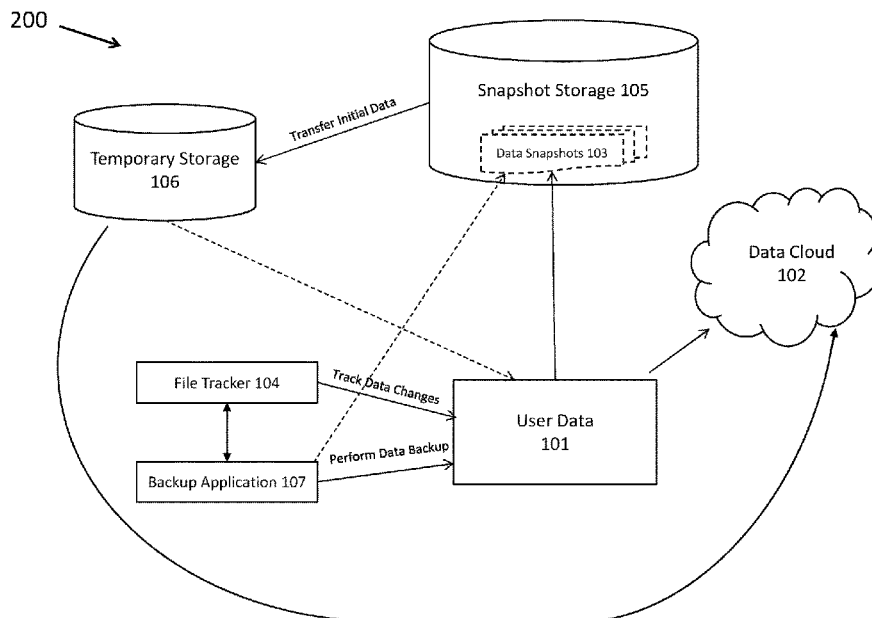 200
Snapshot Storage 105
Transfer Initial Data
Data Snapshots 103
Temporary Storage
106
Data Cloud
102
File Tracker 104
Track Data Changes
User Data
101
Perform Data Backup
Backup Application 107